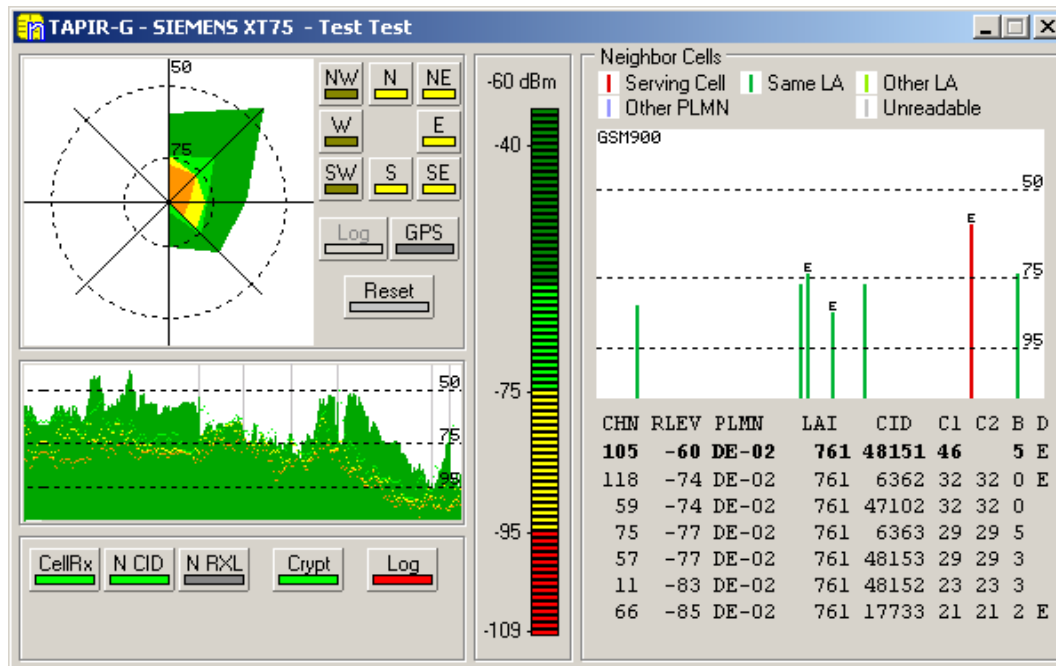 TAPIR-G - SIEMENS XT75 - Test Test
50
75
NW N NE
W E
SW S SE
Log GPS
Reset
50
75
95
CellRx N CID N RXL Crypt Log
-60 dBm
-40
-75
-95
-109
Neighbor Cells
Serving Cell Same LA Other LA
Other PLMN Unreadable
GSM900
50
E
75
E
E
95
CHN RLEV PLMN LAI CID C1 C2 B D
105 -60 DE-02 761 48151 46 5 E
118 -74 DE-02 761 6362 32 32 0 E
59 -74 DE-02 761 47102 32 32 0
75 -77 DE-02 761 6363 29 29 5
57 -77 DE-02 761 48153 29 29 3
11 -83 DE-02 761 48152 23 23 3
66 -85 DE-02 761 17733 21 21 2 E